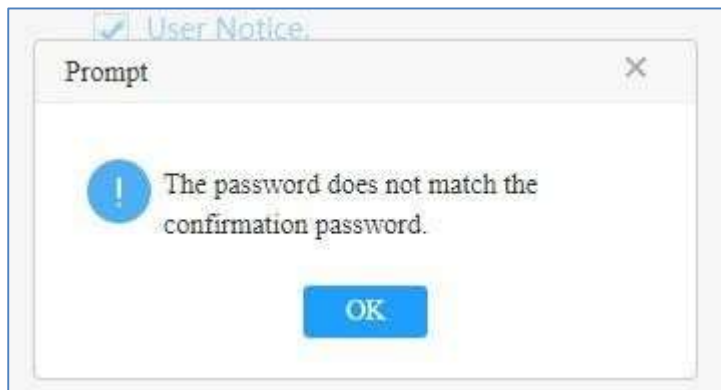 User Notice.
Prompt
The password does not match the
confirmation password.
OK